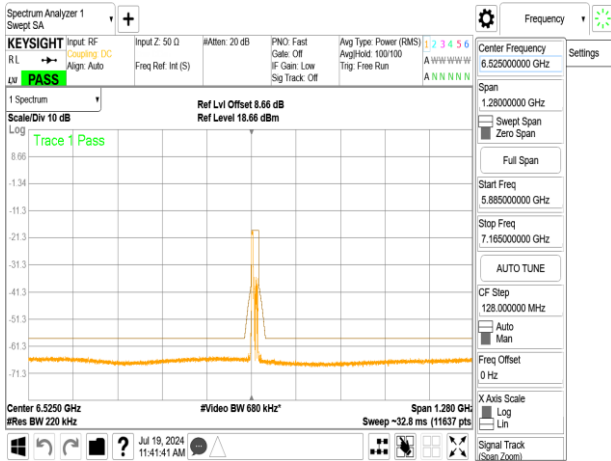 Spectrum Analyzer 1
Swept SA
+
Frequency
Settings
KEYSIGHT
RL
LXI
PASS
Input: RF
Coupling: DC
Align: Auto
Input Z: 50 Ω
Freq Ref: Int (S)
#Atten: 20 dB
PNO: Fast
Gate: Off
IF Gain: Low
Sig Track: Off
Avg Type: Power (RMS)
Avg|Hold: 100/100
Trig: Free Run
1 2 3 4 5 6
A W W W W W
A N N N N N
1 Spectrum
Scale/Div 10 dB
Ref Lvl Offset 8.66 dB
Ref Level 18.66 dBm
Log
Trace 1 Pass
8.66
-1.34
-11.3
-21.3
-31.3
-41.3
-51.3
-61.3
-71.3
Center 6.5250 GHz
#Res BW 220 kHz
#Video BW 680 kHz*
Span 1.280 GHz
Sweep ~32.8 ms (11637 pts
Jul 19, 2024
11:41:41 AM
?
Center Frequency
6.525000000 GHz
Span
1.28000000 GHz
Swept Span
Zero Span
Full Span
Start Freq
5.885000000 GHz
Stop Freq
7.165000000 GHz
AUTO TUNE
CF Step
128.000000 MHz
Auto
Man
Freq Offset
0 Hz
X Axis Scale
Log
Lin
Signal Track
(Span Zoom)